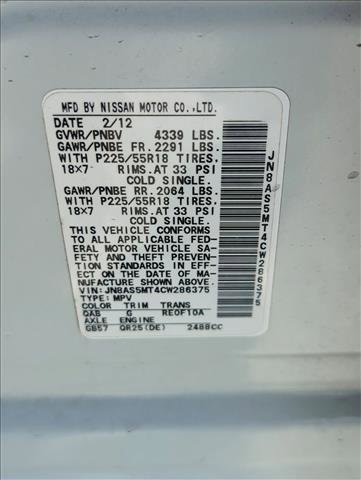 MFD BY NISSAN MOTOR CO.,LTD.
DATE 2/12
GVWR/PNBV 4339 LBS.
GAWR/PNBE FR. 2291 LBS.
WITH P225/55R18 TIRES,
18x7 RIMS.AT 33 PSI
COLD SINGLE.
GAWR/PNBE RR. 2064 LBS.
WITH P225/55R18 TIRES,
18x7 RIMS.AT 33 PSI
COLD SINGLE.
THIS VEHICLE CONFORMS
TO ALL APPLICABLE FED-
ERAL MOTOR VEHICLE SA-
FETY AND THEFT PREVENTION
STANDARDS IN EFFECT
ON THE DATE OF MA-
NUFACTURE SHOWN ABOVE.
VIN: JN8AS5MT4CW286375
TYPE: MPV
COLOR TRIM TRANS
QAB G RE0F10A
AXLE ENGINE
GB57 QR25(DE) 2488CC
JN8AS5MT4CW286375